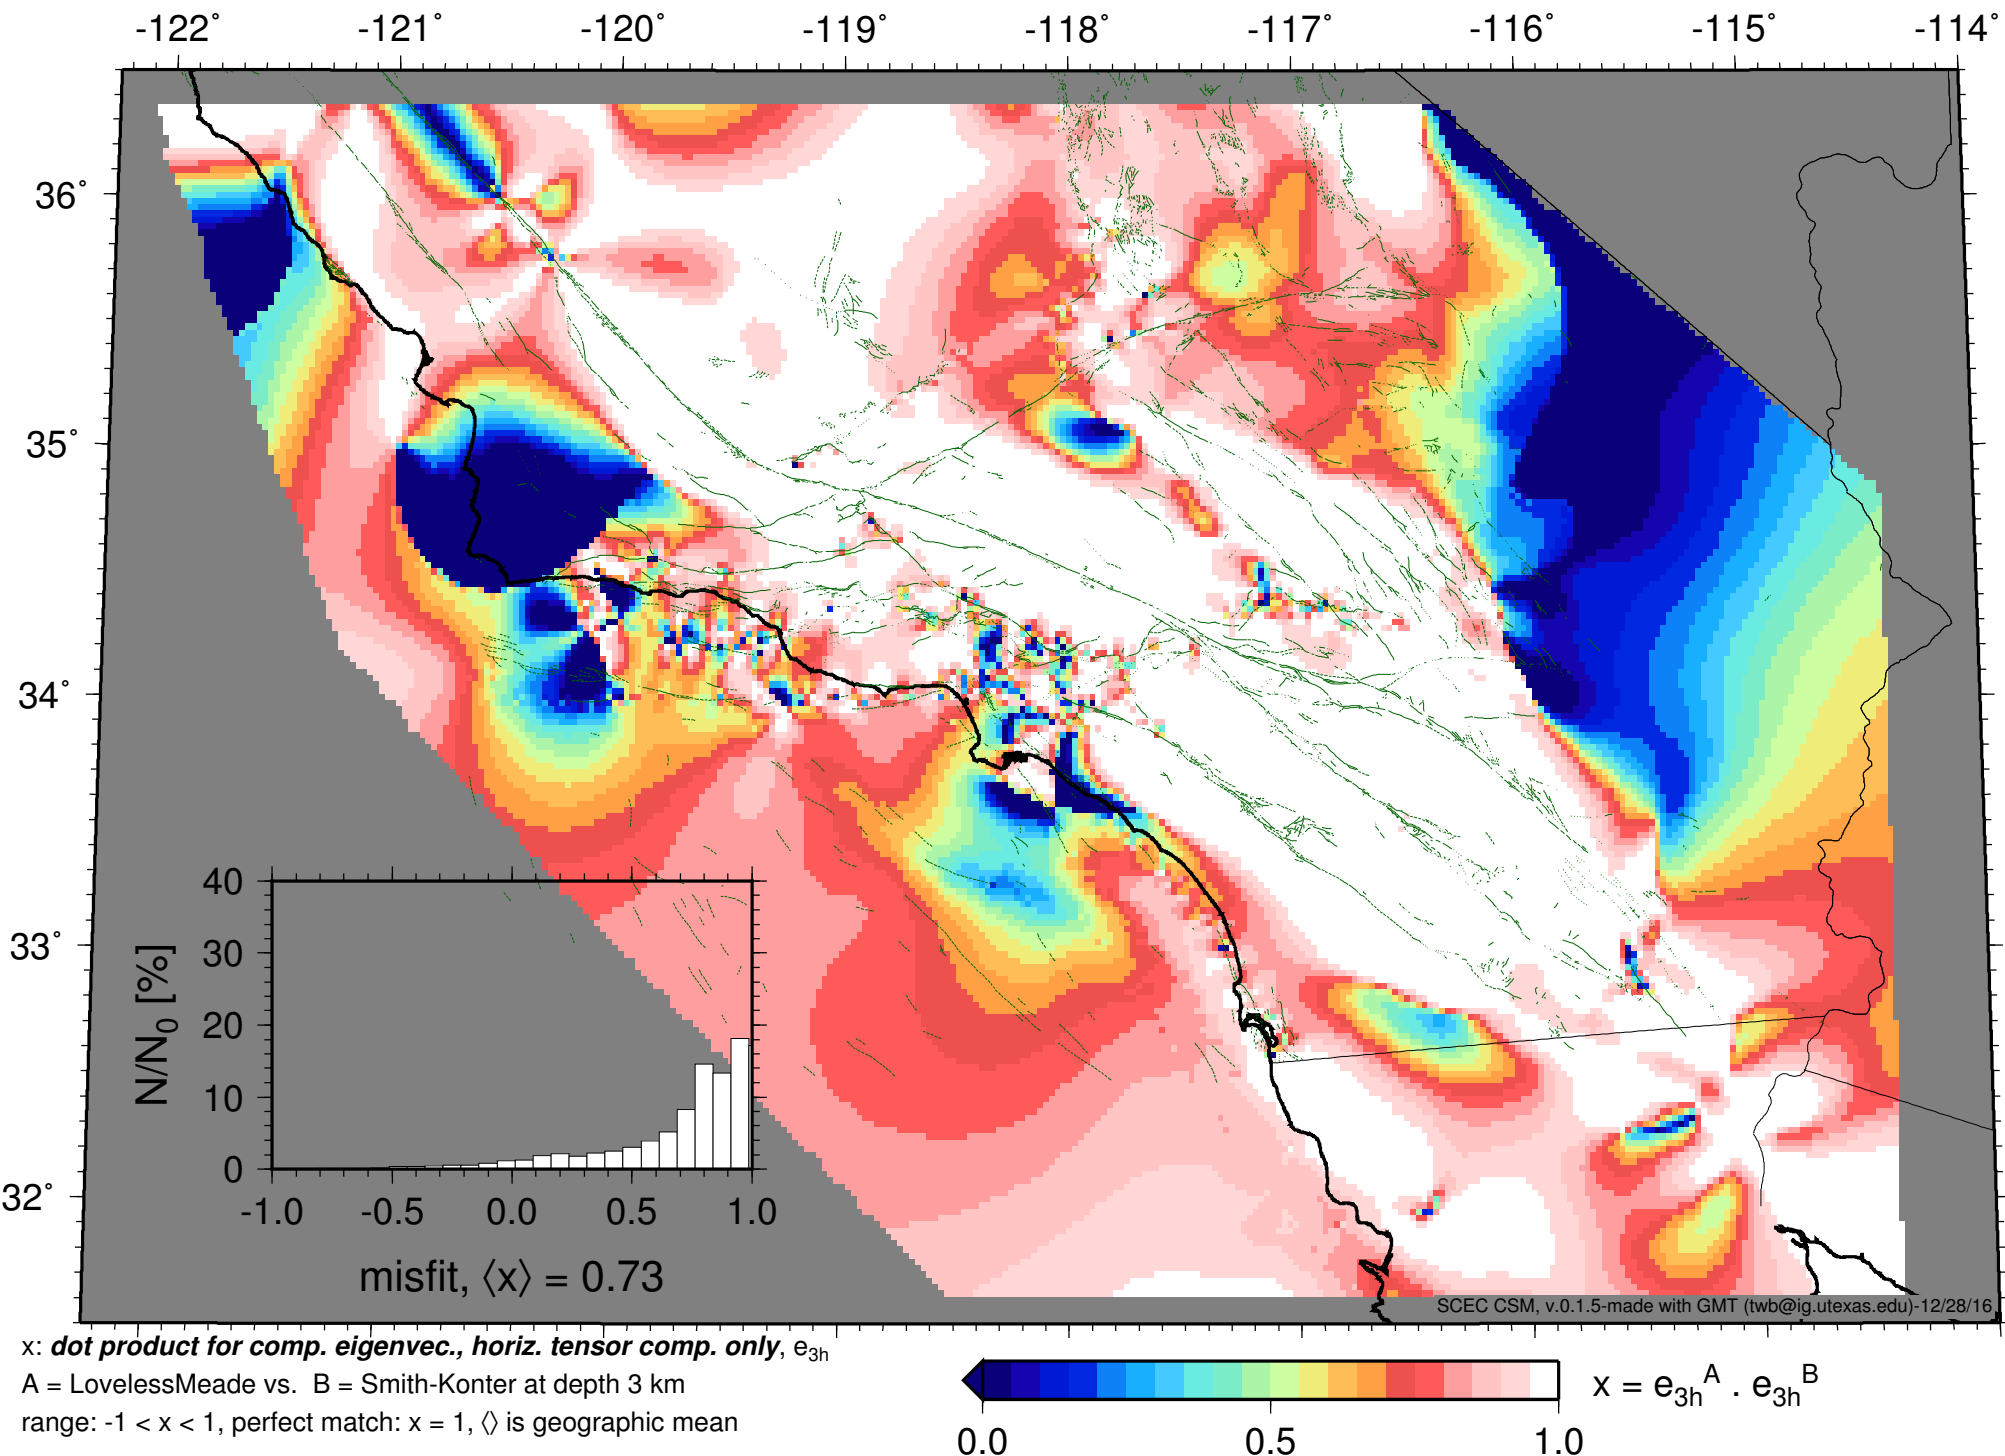 -122˚ -121˚ -120˚ -119˚ -118˚ -117˚ -116˚ -115˚ -114˚
36˚
35˚
34˚
33˚
32˚
40
30
20
10
0
N/N0 [%]
-1.0 -0.5 0.0 0.5 1.0
misfit, ⟨x⟩ = 0.73
SCEC CSM, v.0.1.5-made with GMT (twb@ig.utexas.edu)-12/28/16
x: dot product for comp. eigenvec., horiz. tensor comp. only, e3h
A = LovelessMeade vs. B = Smith-Konter at depth 3 km
range: -1 < x < 1, perfect match: x = 1, ⟨⟩ is geographic mean
x = e3h^A . e3h^B
0.0 0.5 1.0